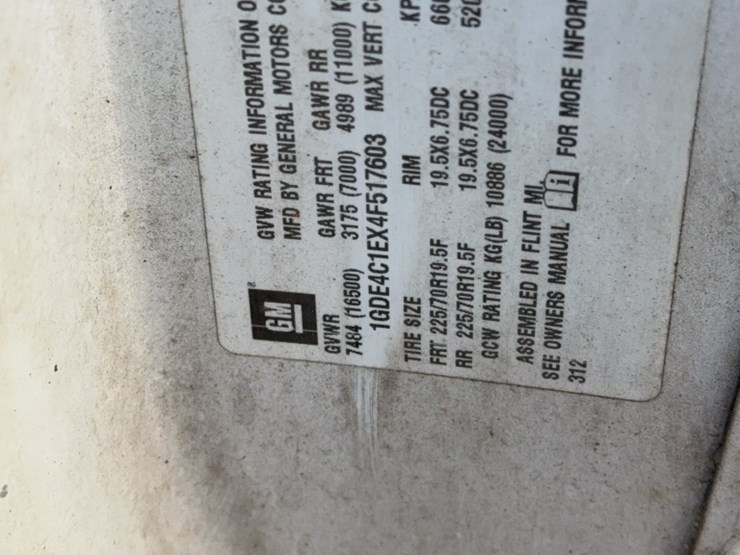 GM
GVW RATING INFORMATION
MFD BY GENERAL MOTORS
GVWR GAWR FRT GAWR RR
7484 (16500) 3175 (7000) 4989 (11000)
1GDE4C1EX4F517603 MAX VERT
TIRE SIZE RIM
FRT 225/70R19.5F 19.5X6.75DC
RR 225/70R19.5F 19.5X6.75DC
GCW RATING KG(LB) 10886 (24000)
ASSEMBLED IN FLINT MI
SEE OWNERS MANUAL FOR MORE
312